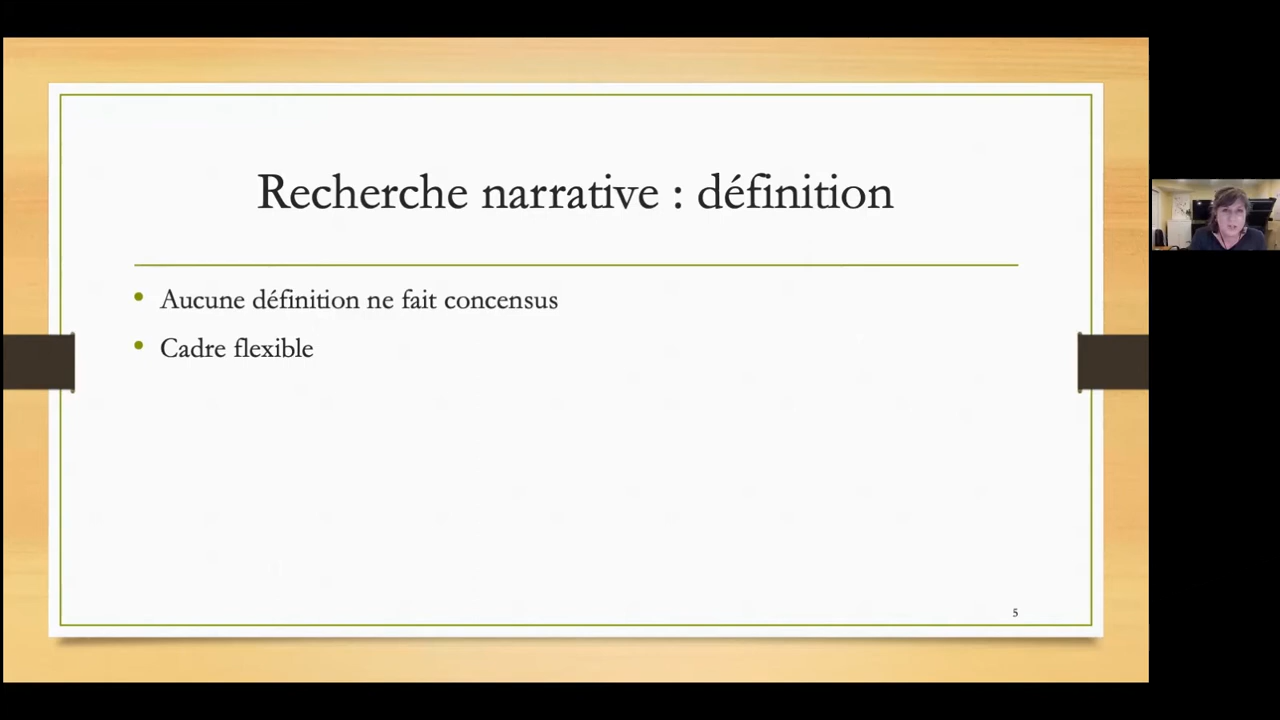 Recherche narrative : définition
Aucune définition ne fait concensus
Cadre flexible
5